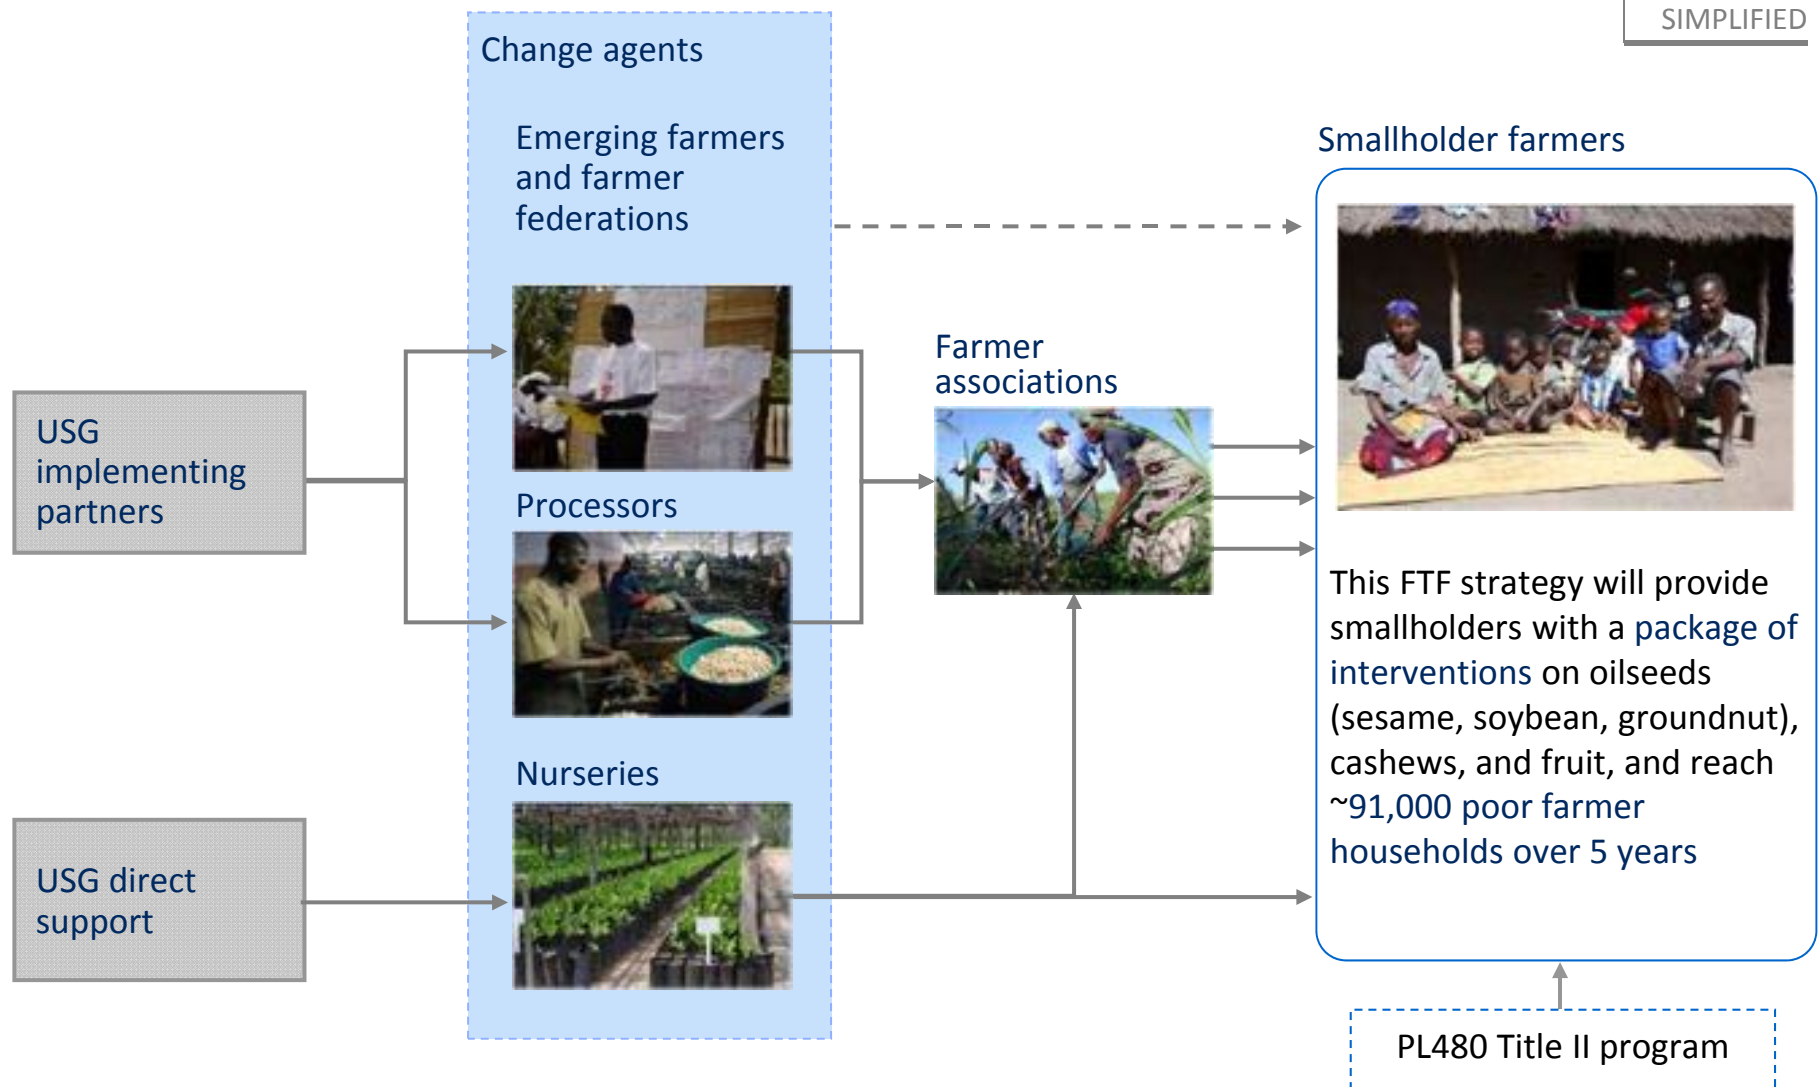 SIMPLIFIED
Change agents
Emerging farmers
and farmer
federations
Smallholder farmers
Farmer
associations
USG
implementing
partners
Processors
This FTF strategy will provide
smallholders with a package of
interventions on oilseeds
(sesame, soybean, groundnut),
cashews, and fruit, and reach
~91,000 poor farmer
households over 5 years
Nurseries
USG direct
support
PL480 Title II program